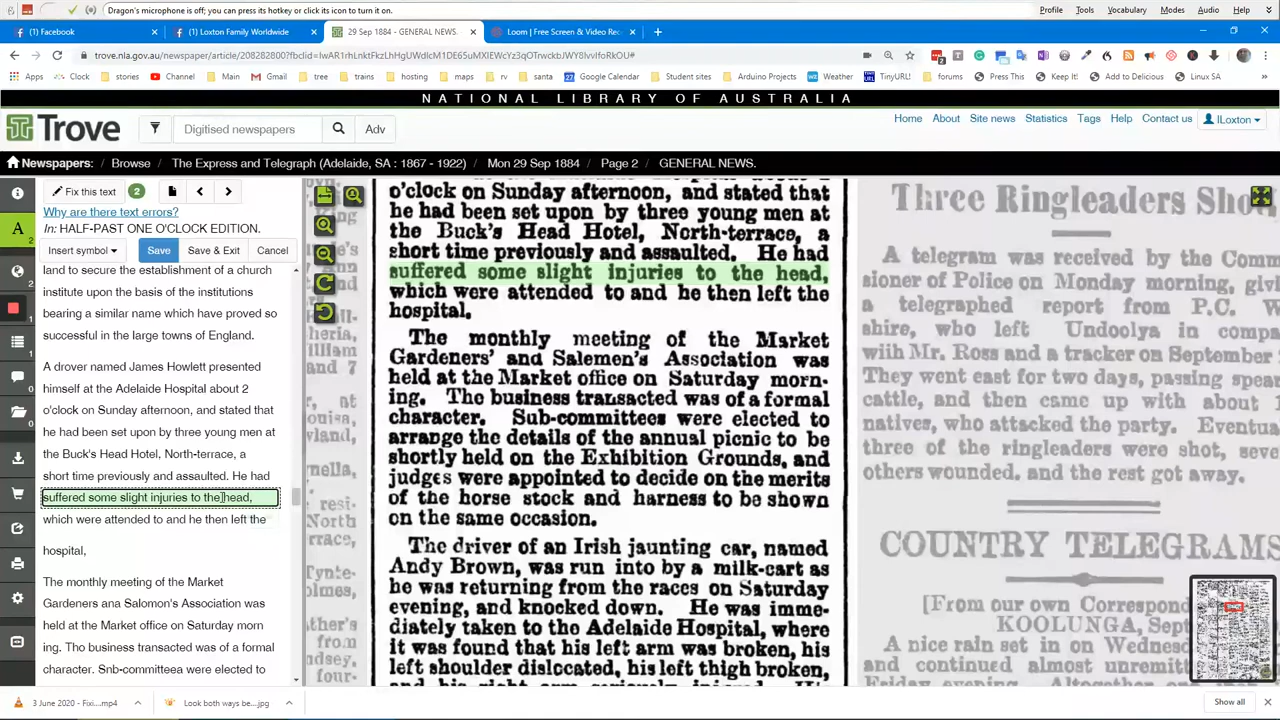 Dragon's microphone is off; you can press its hotkey or click its icon to turn it on.
Profile Tools Vocabulary Modes Audio Help
(1) Facebook
(1) Loxton Family Worldwide
29 Sep 1884 - GENERAL NEWS.
Loom | Free Screen & Video Rec
trove.nla.gov.au/newspaper/article/208282800?fbclid=
Apps Clock stories Channel Main Gmail tree trains hosting maps rv santa Google Calendar Student sites Arduino Projects TinyURL! forums Press This Keep It! Add to Delicious Linux SA
NATIONAL LIBRARY OF AUSTRALIA
Trove
Digitised newspapers
Adv
Home About Site news Statistics Tags Help Contact us
ILoxton
Newspapers: Browse The Express and Telegraph (Adelaide, SA : 1867 - 1922) Mon 29 Sep 1884 Page 2 GENERAL NEWS.
Fix this text 2
Why are there text errors?
In: HALF-PAST ONE O'CLOCK EDITION.
Insert symbol Save Save & Exit Cancel
land to secure the establishment of a church
institute upon the basis of the institutions
bearing a similar name which have proved so
successful in the large towns of England.
A drover named James Howlett presented
himself at the Adelaide Hospital about 2
o'clock on Sunday afternoon, and stated that
he had been set upon by three young men at
the Buck's Head Hotel, North-terrace, a
short time previously and assaulted. He had
suffered some slight injuries to the head,
which were attended to and he then left the
hospital,
The monthly meeting of the Market
Gardeners ana Salomon's Association was
neld at the Market office on Saturday morn
ing. The business transacted was of a formal
character. Snb-committeea were elected to
o'clock on Sunday afternoon, and stated that
he had been set upon by three young men at
the Buck's Head Hotel, North-terrace, a
short time previously and assaulted. He had
suffered some slight injuries to the head,
which were attended to and he then left the
hospital.
The monthly meeting of the Market
Gardeners' and Salemen's Association was
held at the Market office on Saturday morn-
ing. The business transacted was of a formal
character. Sub-committees were elected to
arrange the details of the annual picnic to be
shortly held on the Exhibition Grounds, and
judges were appointed to decide on the merits
of the horse stock and harness to be shown
on the same occasion.
The driver of an Irish jaunting car, named
Andy Brown, was run into by a milk-cart as
he was returning from the races on Saturday
evening, and knocked down. He was imme-
diately taken to the Adelaide Hospital, where
it was found that his left arm was broken, his
left shoulder dislocated, his left thigh broken,
Three Ringleaders Sho
A telegram was received by the Comm
sioner of Police on Monday morning, givi
a telegraphed report from P.C. W
shire, who left Undoolya in compa
with Mr. Ross and a tracker on September
They went east for two days, passing spear
cattle, and then came up with about 1
natives, who attacked the party. Eventua
three of the ringleaders were shot, seve
others wounded, and the rest got away.
COUNTRY TELEGRAMS
[From our own Correspond
KOOLUNGA, Sept
A nice rain set in on Wednes
and continued almost unremitt
3 June 2020 - Fixi....mp4
Look both ways be....jpg
Show all